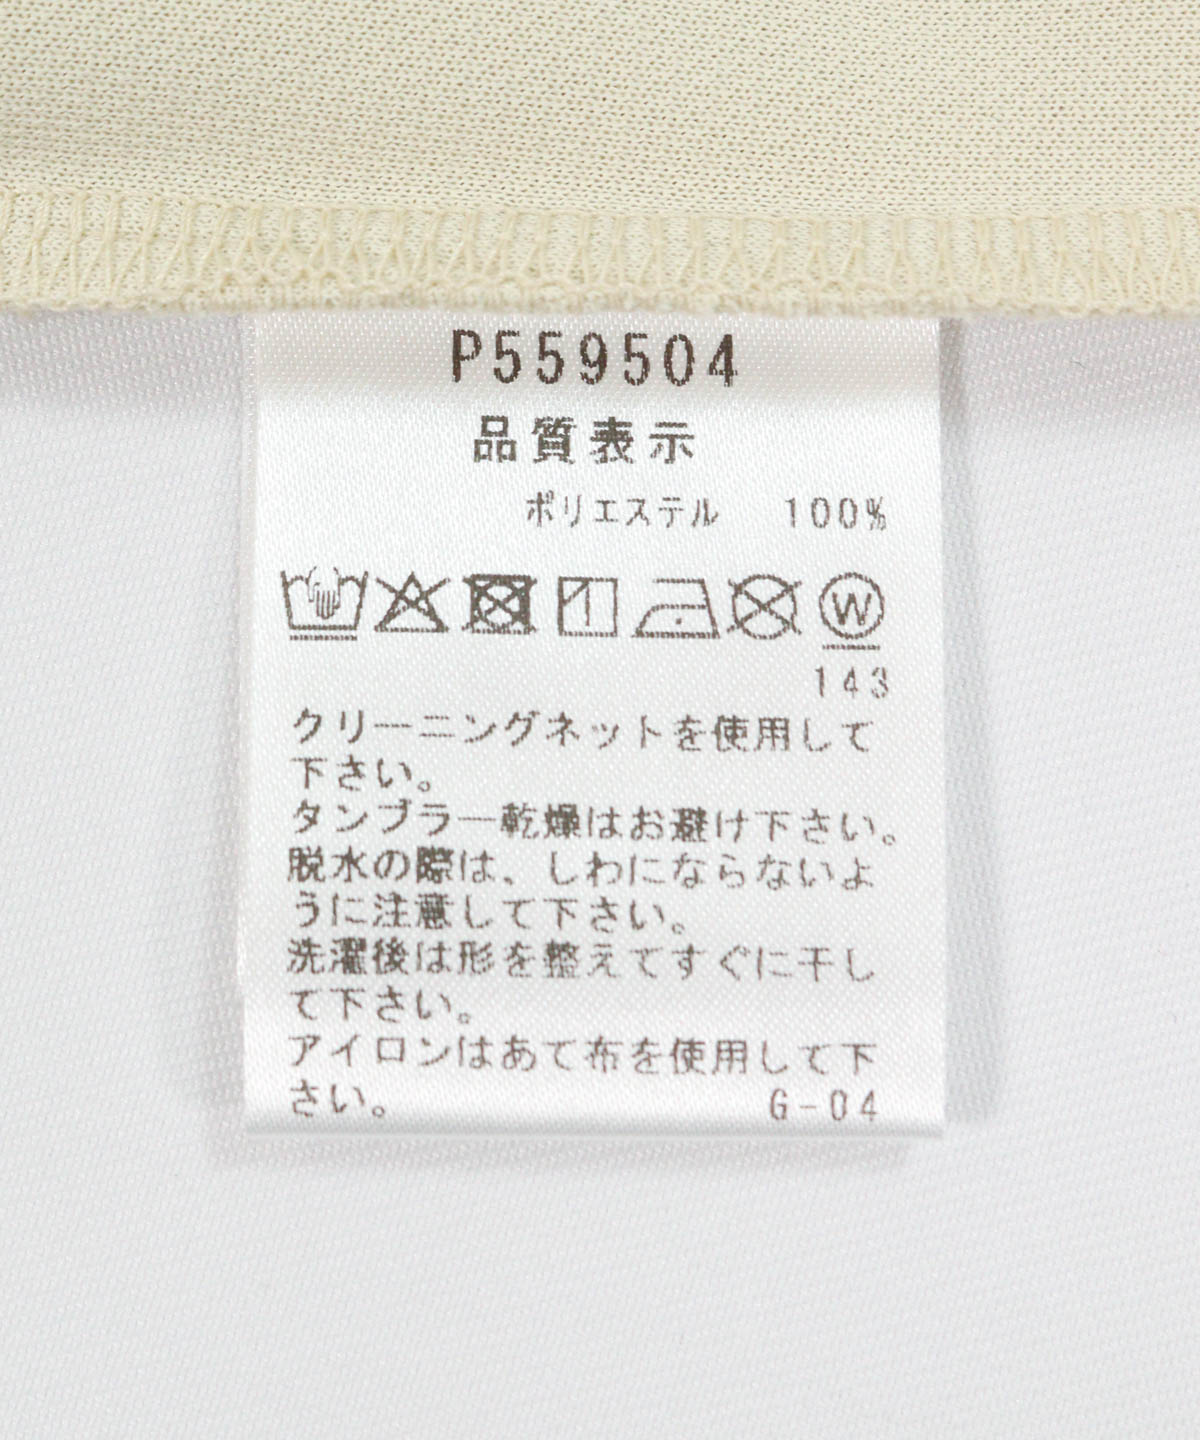 P559504
品質表示
ポリエステル 100%
W
143
クリーニングネットを使用して
下さい。
タンブラー乾燥はお避け下さい。
脱水の際は、しわにならないよ
うに注意して下さい。
洗濯後は形を整えてすぐに干し
て下さい。
アイロンはあて布を使用して下
さい。 G-04